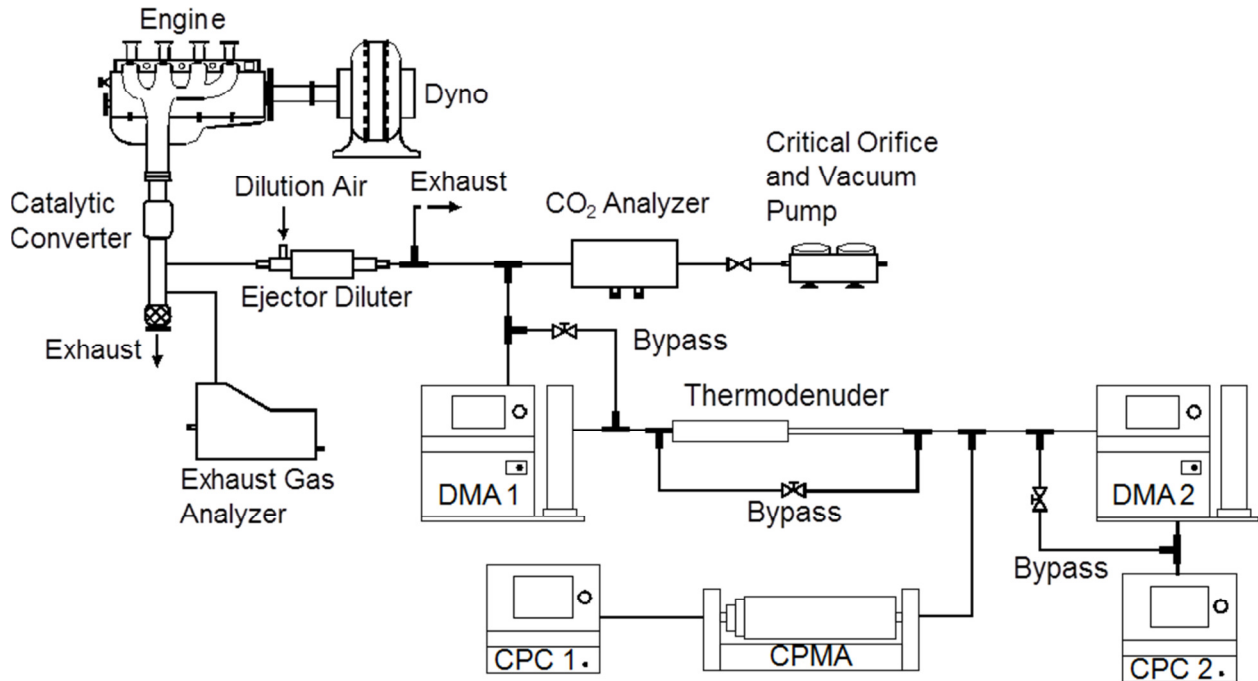 Engine
Dyno
Critical Orifice
and Vacuum
Pump
Dilution Air
Exhaust
CO₂ Analyzer
Catalytic
Converter
Ejector Diluter
Exhaust
Bypass
Thermodenuder
Exhaust Gas
Analyzer
DMA 1
Bypass
DMA 2
Bypass
CPC 1.
CPMA
CPC 2.